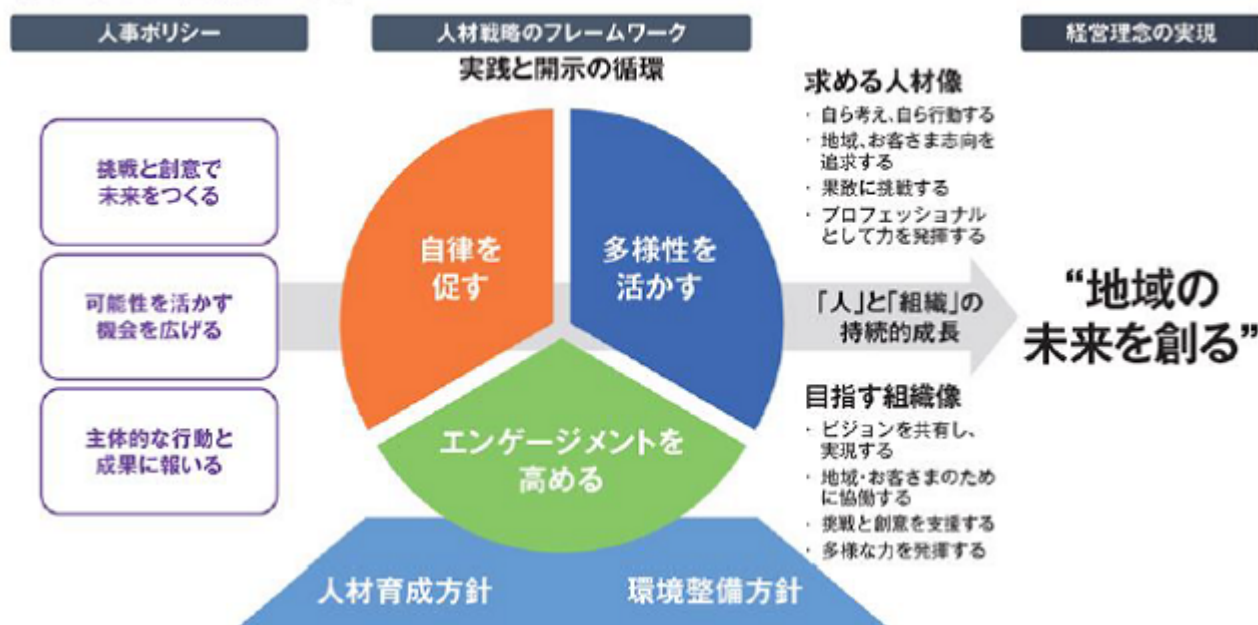 人事ポリシー
挑戦と創意で
未来をつくる
可能性を活かす
機会を広げる
主体的な行動と
成果に報いる
人材戦略のフレームワーク
実践と開示の循環
自律を
促す
多様性を
活かす
エンゲージメントを
高める
人材育成方針
環境整備方針
求める人材像
・自ら考え、自ら行動する
・地域、お客さま志向を
追求する
・果敢に挑戦する
・プロフェッショナル
として力を発揮する
「人」と「組織」の
持続的成長
目指す組織像
・ビジョンを共有し、
実現する
・地域・お客さまのため
に協働する
・挑戦と創意を支援する
・多様な力を発揮する
経営理念の実現
“地域の
未来を創る”